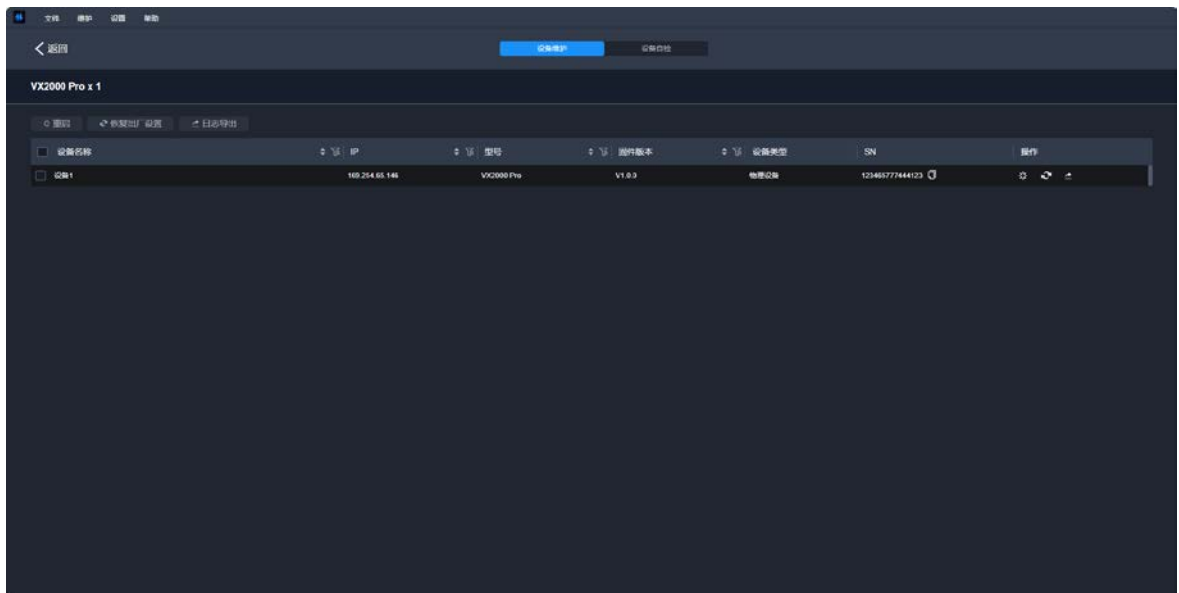 文件 维护 设置 帮助
返回 设备维护 设备自检
VX2000 Pro x 1
重启 恢复出厂设置 日志导出
设备名称 IP 型号 固件版本 设备类型 SN 操作
设备1 169.254.65.146 VX2000 Pro V1.0.0 物理设备 123465777444123